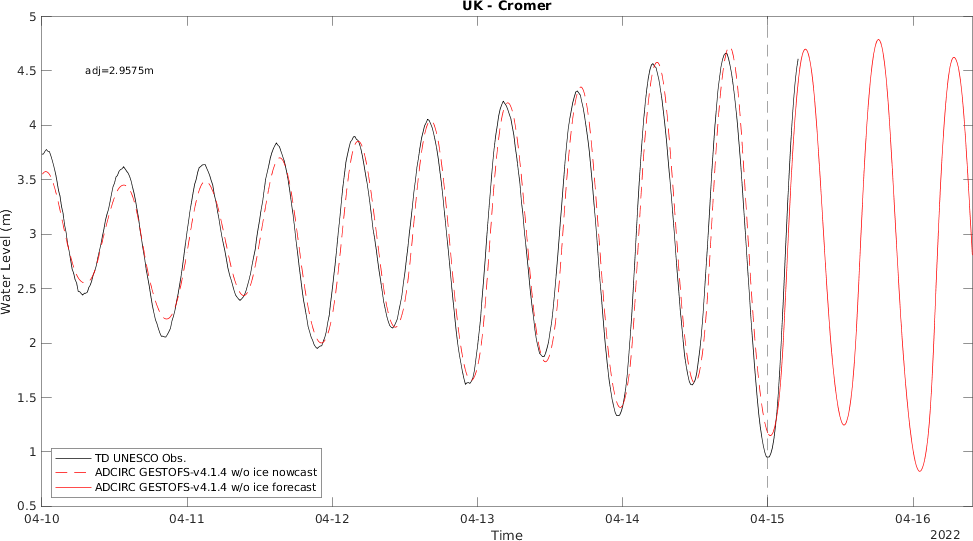 UK - Cromer
5
4.5
4
3.5
3
2.5
2
1.5
1
0.5
Water Level (m)
adj=2.9575m
TD UNESCO Obs.
ADCIRC GESTOFS-v4.1.4 w/o ice nowcast
ADCIRC GESTOFS-v4.1.4 w/o ice forecast
04-10 04-11 04-12 04-13 04-14 04-15 04-16
Time
2022